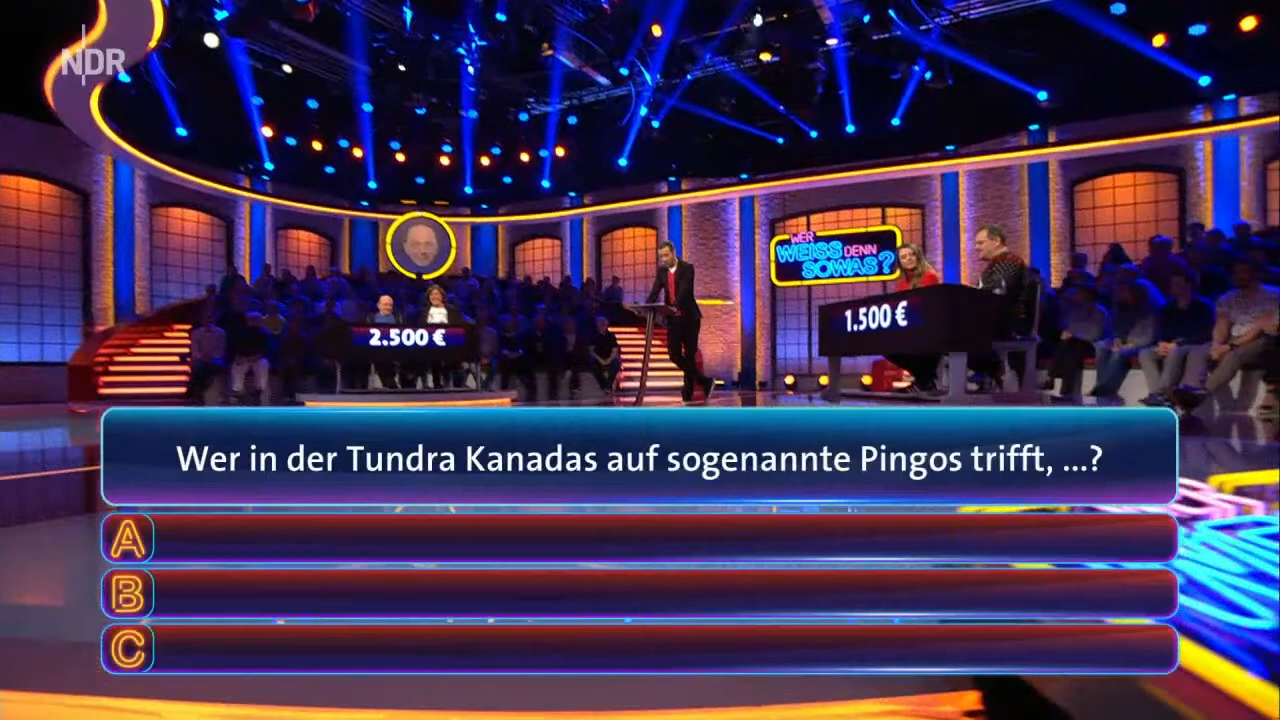 NDR
WER
WEISS DENN
SOWAS?
2.500 €
1.500 €
Wer in der Tundra Kanadas auf sogenannte Pingos trifft, ...?
A
B
C